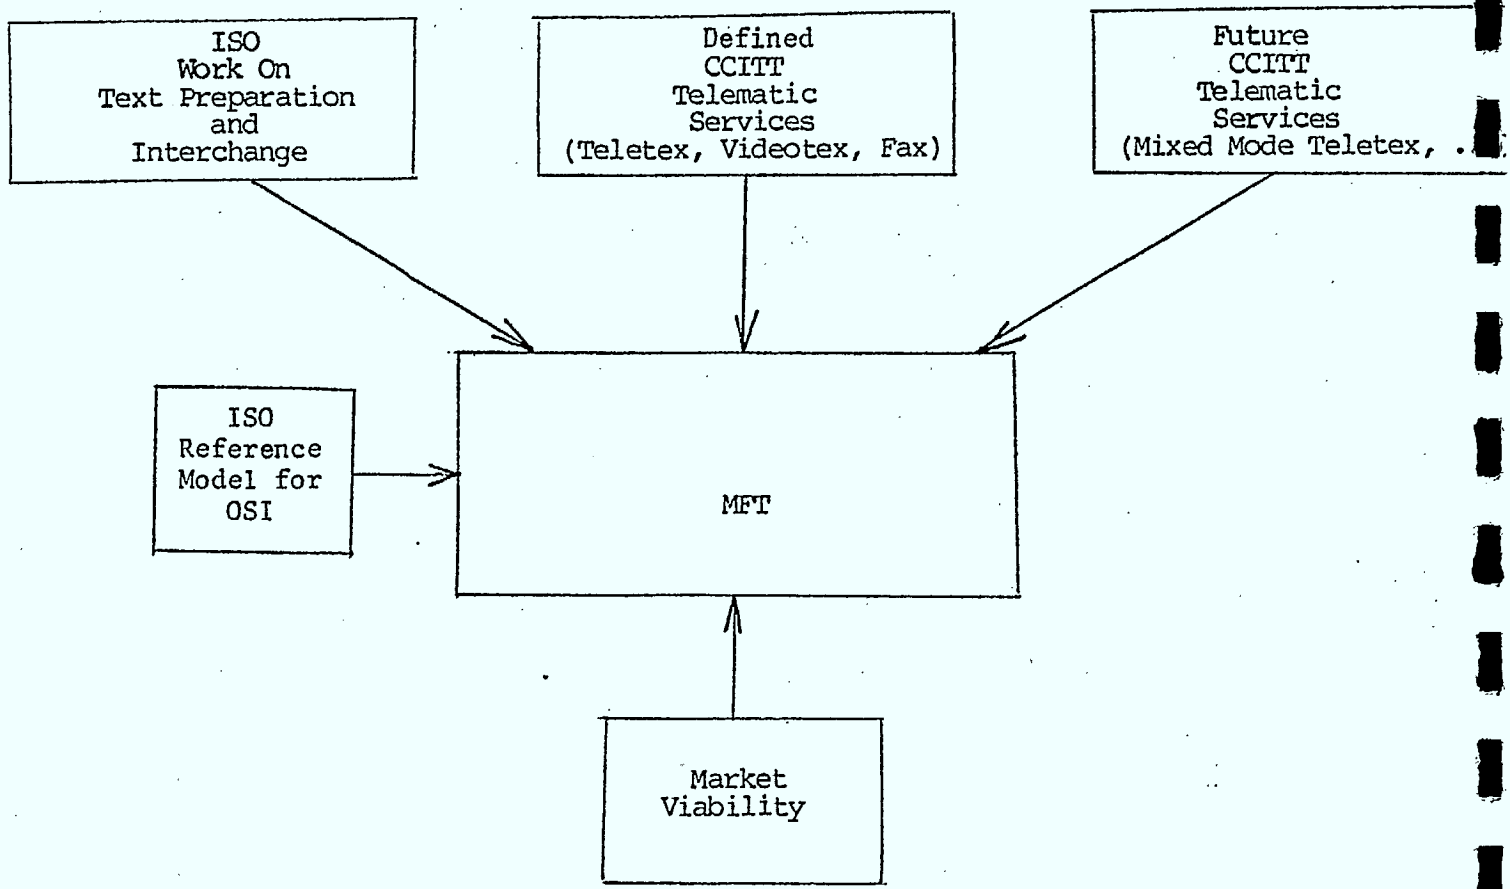 ISO
Work On
Text Preparation
and
Interchange
Defined
CCITT
Telematic
Services
(Teletex, Videotex, Fax)
Future
CCITT
Telematic
Services
(Mixed Mode Teletex, .
ISO
Reference
Model for
OSI
MFT
Market
Viability